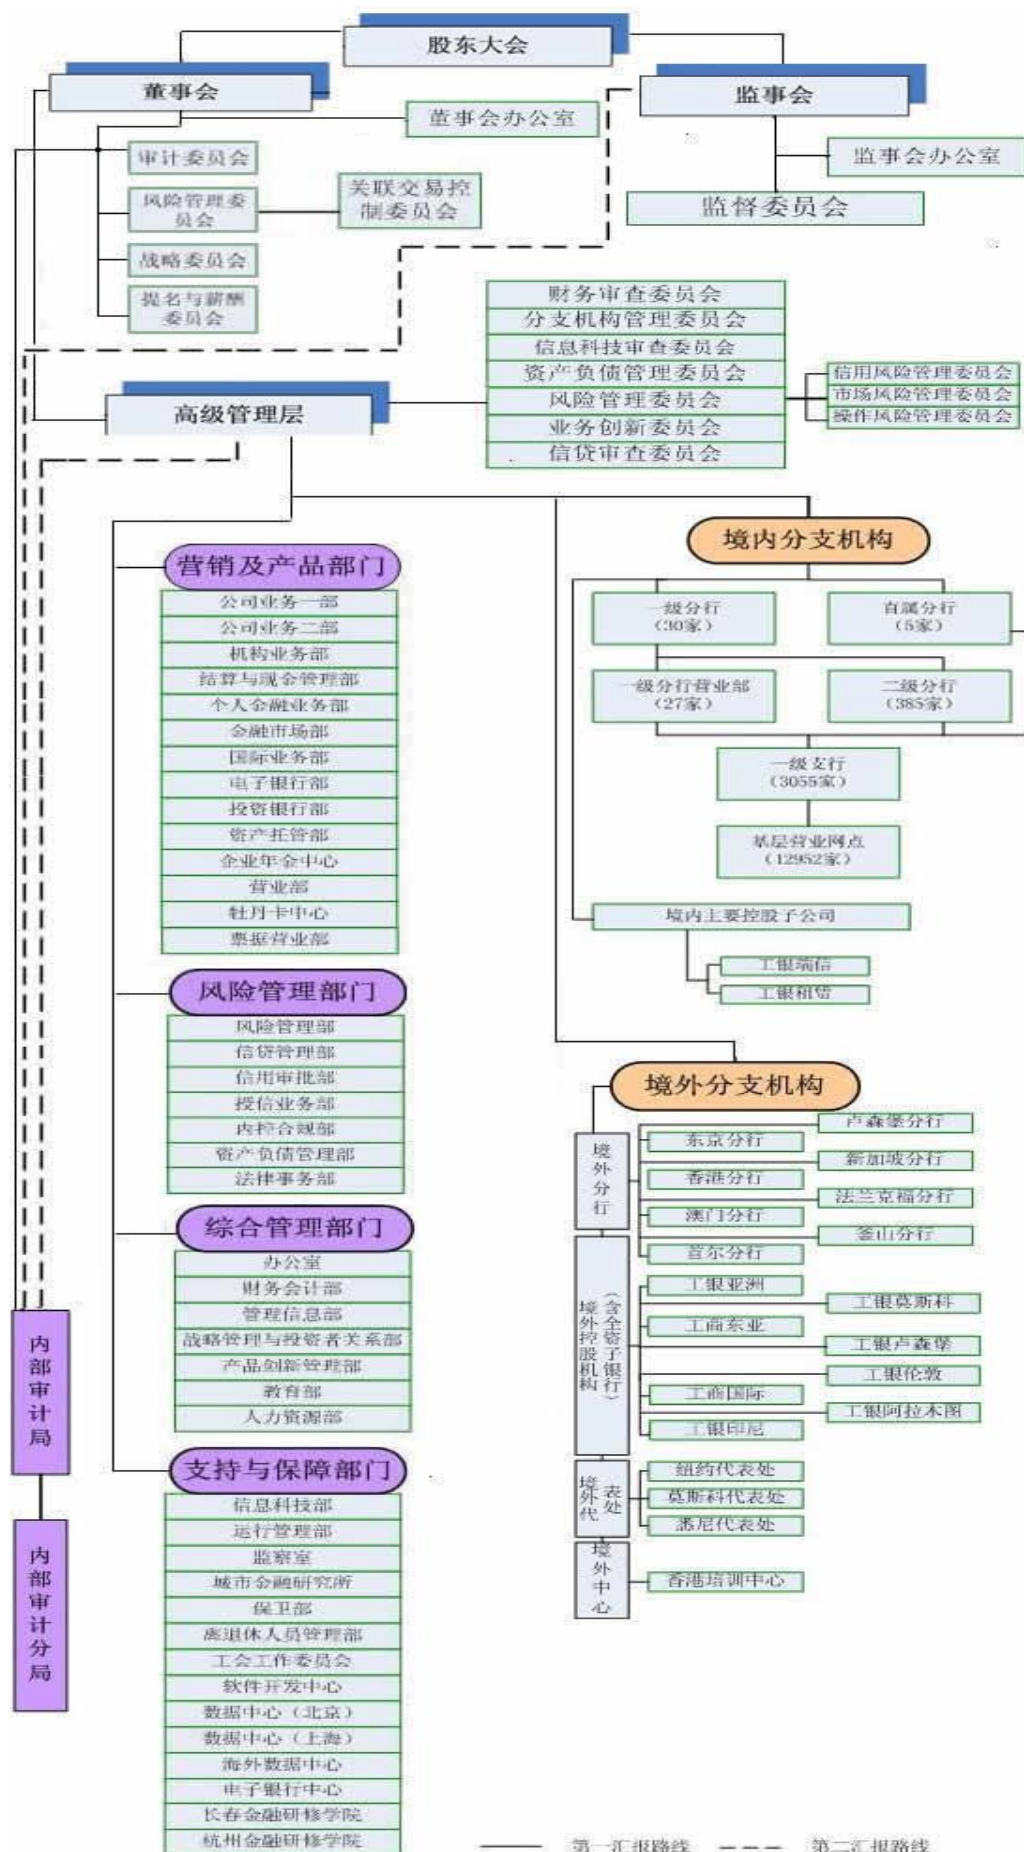 股东大会
董事会
监事会
董事会办公室
审计委员会
风险管理委
员会
关联交易控
制委员会
战略委员会
提名与薪酬
委员会
监事会办公室
监督委员会
高级管理层
财务审查委员会
分支机构管理委员会
信息科技审查委员会
资产负债管理委员会
风险管理委员会
业务创新委员会
信贷审查委员会
信用风险管理委员会
市场风险管理委员会
操作风险管理委员会
营销及产品部门
公司业务一部
公司业务二部
机构业务部
结算与现金管理部
个人金融业务部
金融市场部
国际业务部
电子银行部
投资银行部
资产托管部
企业年金中心
营业部
牡丹卡中心
票据营业部
风险管理部门
风险管理部
信贷管理部
信用审批部
授信业务部
内控合规部
资产负债管理部
法律事务部
综合管理部门
办公室
财务会计部
管理信息部
战略管理与投资者关系部
产品创新管理部
教育部
人力资源部
支持与保障部门
信息科技部
运行管理部
监察室
城市金融研究所
保卫部
离退休人员管理部
工会工作委员会
软件开发中心
数据中心（北京）
数据中心（上海）
海外数据中心
电子银行中心
长春金融研修学院
杭州金融研修学院
内部审计局
内部审计分局
境内分支机构
一级分行
（30家）
直属分行
（5家）
一级分行营业部
（27家）
二级分行
（385家）
一级支行
（3055家）
基层营业网点
（12952家）
境内主要控股子公司
工银瑞信
工银租赁
境外分支机构
境外分行
卢森堡分行
东京分行
新加坡分行
香港分行
法兰克福分行
澳门分行
釜山分行
首尔分行
境外控股机构
（含全资子银行）
工银亚洲
工银莫斯科
工商东亚
工银卢森堡
工银伦敦
工商国际
工银阿拉木图
工银印尼
境外代表处
纽约代表处
莫斯科代表处
悉尼代表处
境外中心
香港培训中心
第一汇报路线
第二汇报路线